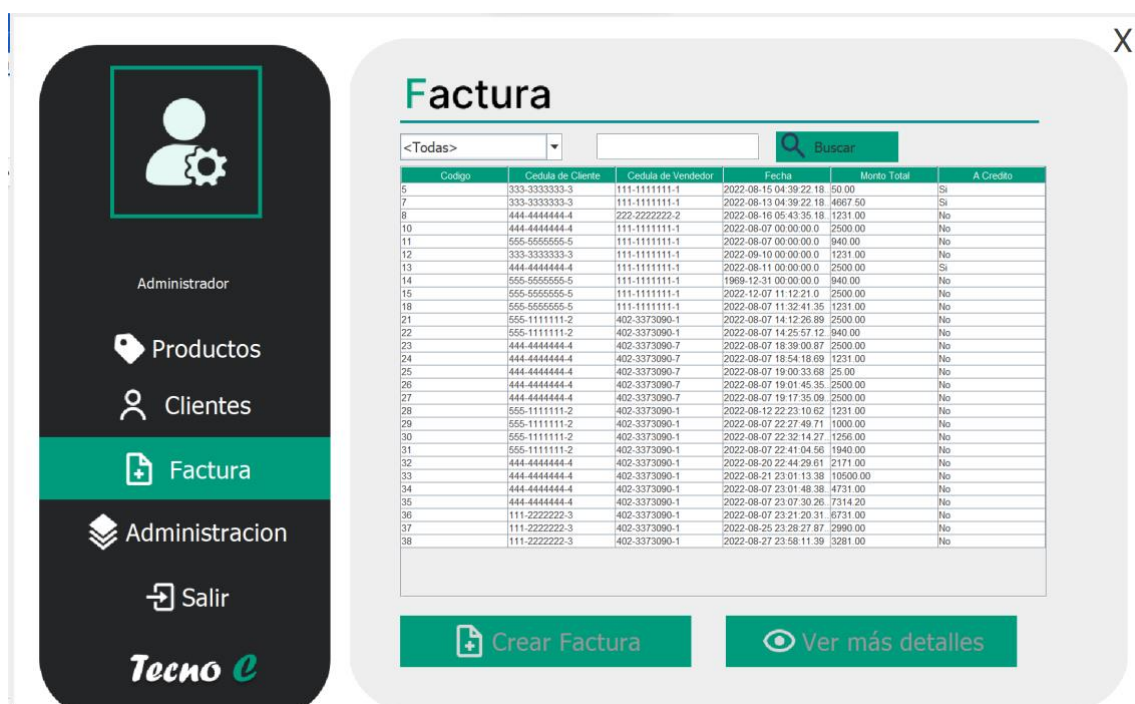 X
Administrador
Productos
Clientes
Factura
Administracion
Salir
Tecno C
Factura
<Todas> Buscar
Codigo Cedula de Cliente Cedula de Vendedor Fecha Monto Total A Credito
5 333-3333333-3 111-1111111-1 2022-08-15 04:39:22.18.. 50.00 Si
7 333-3333333-3 111-1111111-1 2022-08-13 04:39:22.18.. 4667.50 Si
8 444-4444444-4 222-2222222-2 2022-08-16 05:43:35.18.. 1231.00 No
10 444-4444444-4 111-1111111-1 2022-08-07 00:00:00.0 2500.00 No
11 555-5555555-5 111-1111111-1 2022-08-07 00:00:00.0 940.00 No
12 333-3333333-3 111-1111111-1 2022-09-10 00:00:00.0 1231.00 No
13 444-4444444-4 111-1111111-1 2022-08-11 00:00:00.0 2500.00 Si
14 555-5555555-5 111-1111111-1 1969-12-31 00:00:00.0 940.00 No
15 555-5555555-5 111-1111111-1 2022-12-07 11:12:21.0 2500.00 No
18 555-5555555-5 111-1111111-1 2022-08-07 11:32:41.35 1231.00 No
21 555-1111111-2 402-3373090-1 2022-08-07 14:12:26.89 2500.00 No
22 555-1111111-2 402-3373090-1 2022-08-07 14:25:57.12.. 940.00 No
23 444-4444444-4 402-3373090-7 2022-08-07 18:39:00.87 2500.00 No
24 444-4444444-4 402-3373090-7 2022-08-07 18:54:18.69 1231.00 No
25 444-4444444-4 402-3373090-7 2022-08-07 19:00:33.68 25.00 No
26 444-4444444-4 402-3373090-7 2022-08-07 19:01:45.35.. 2500.00 No
27 444-4444444-4 402-3373090-7 2022-08-07 19:17:35.09.. 2500.00 No
28 555-1111111-2 402-3373090-1 2022-08-12 22:23:10.62 1231.00 No
29 555-1111111-2 402-3373090-1 2022-08-07 22:27:49.71 1000.00 No
30 555-1111111-2 402-3373090-1 2022-08-07 22:32:14.27.. 1256.00 No
31 555-1111111-2 402-3373090-1 2022-08-07 22:41:04.56 1940.00 No
32 444-4444444-4 402-3373090-1 2022-08-20 22:44:29.61 2171.00 No
33 444-4444444-4 402-3373090-1 2022-08-21 23:01:13.38 10500.00 No
34 444-4444444-4 402-3373090-1 2022-08-07 23:01:48.38.. 4731.00 No
35 444-4444444-4 402-3373090-1 2022-08-07 23:07:30.26.. 7314.20 No
36 111-2222222-3 402-3373090-1 2022-08-07 23:21:20.31.. 6731.00 No
37 111-2222222-3 402-3373090-1 2022-08-25 23:28:27.87.. 2990.00 No
38 111-2222222-3 402-3373090-1 2022-08-27 23:58:11.39 3281.00 No
Crear Factura Ver más detalles